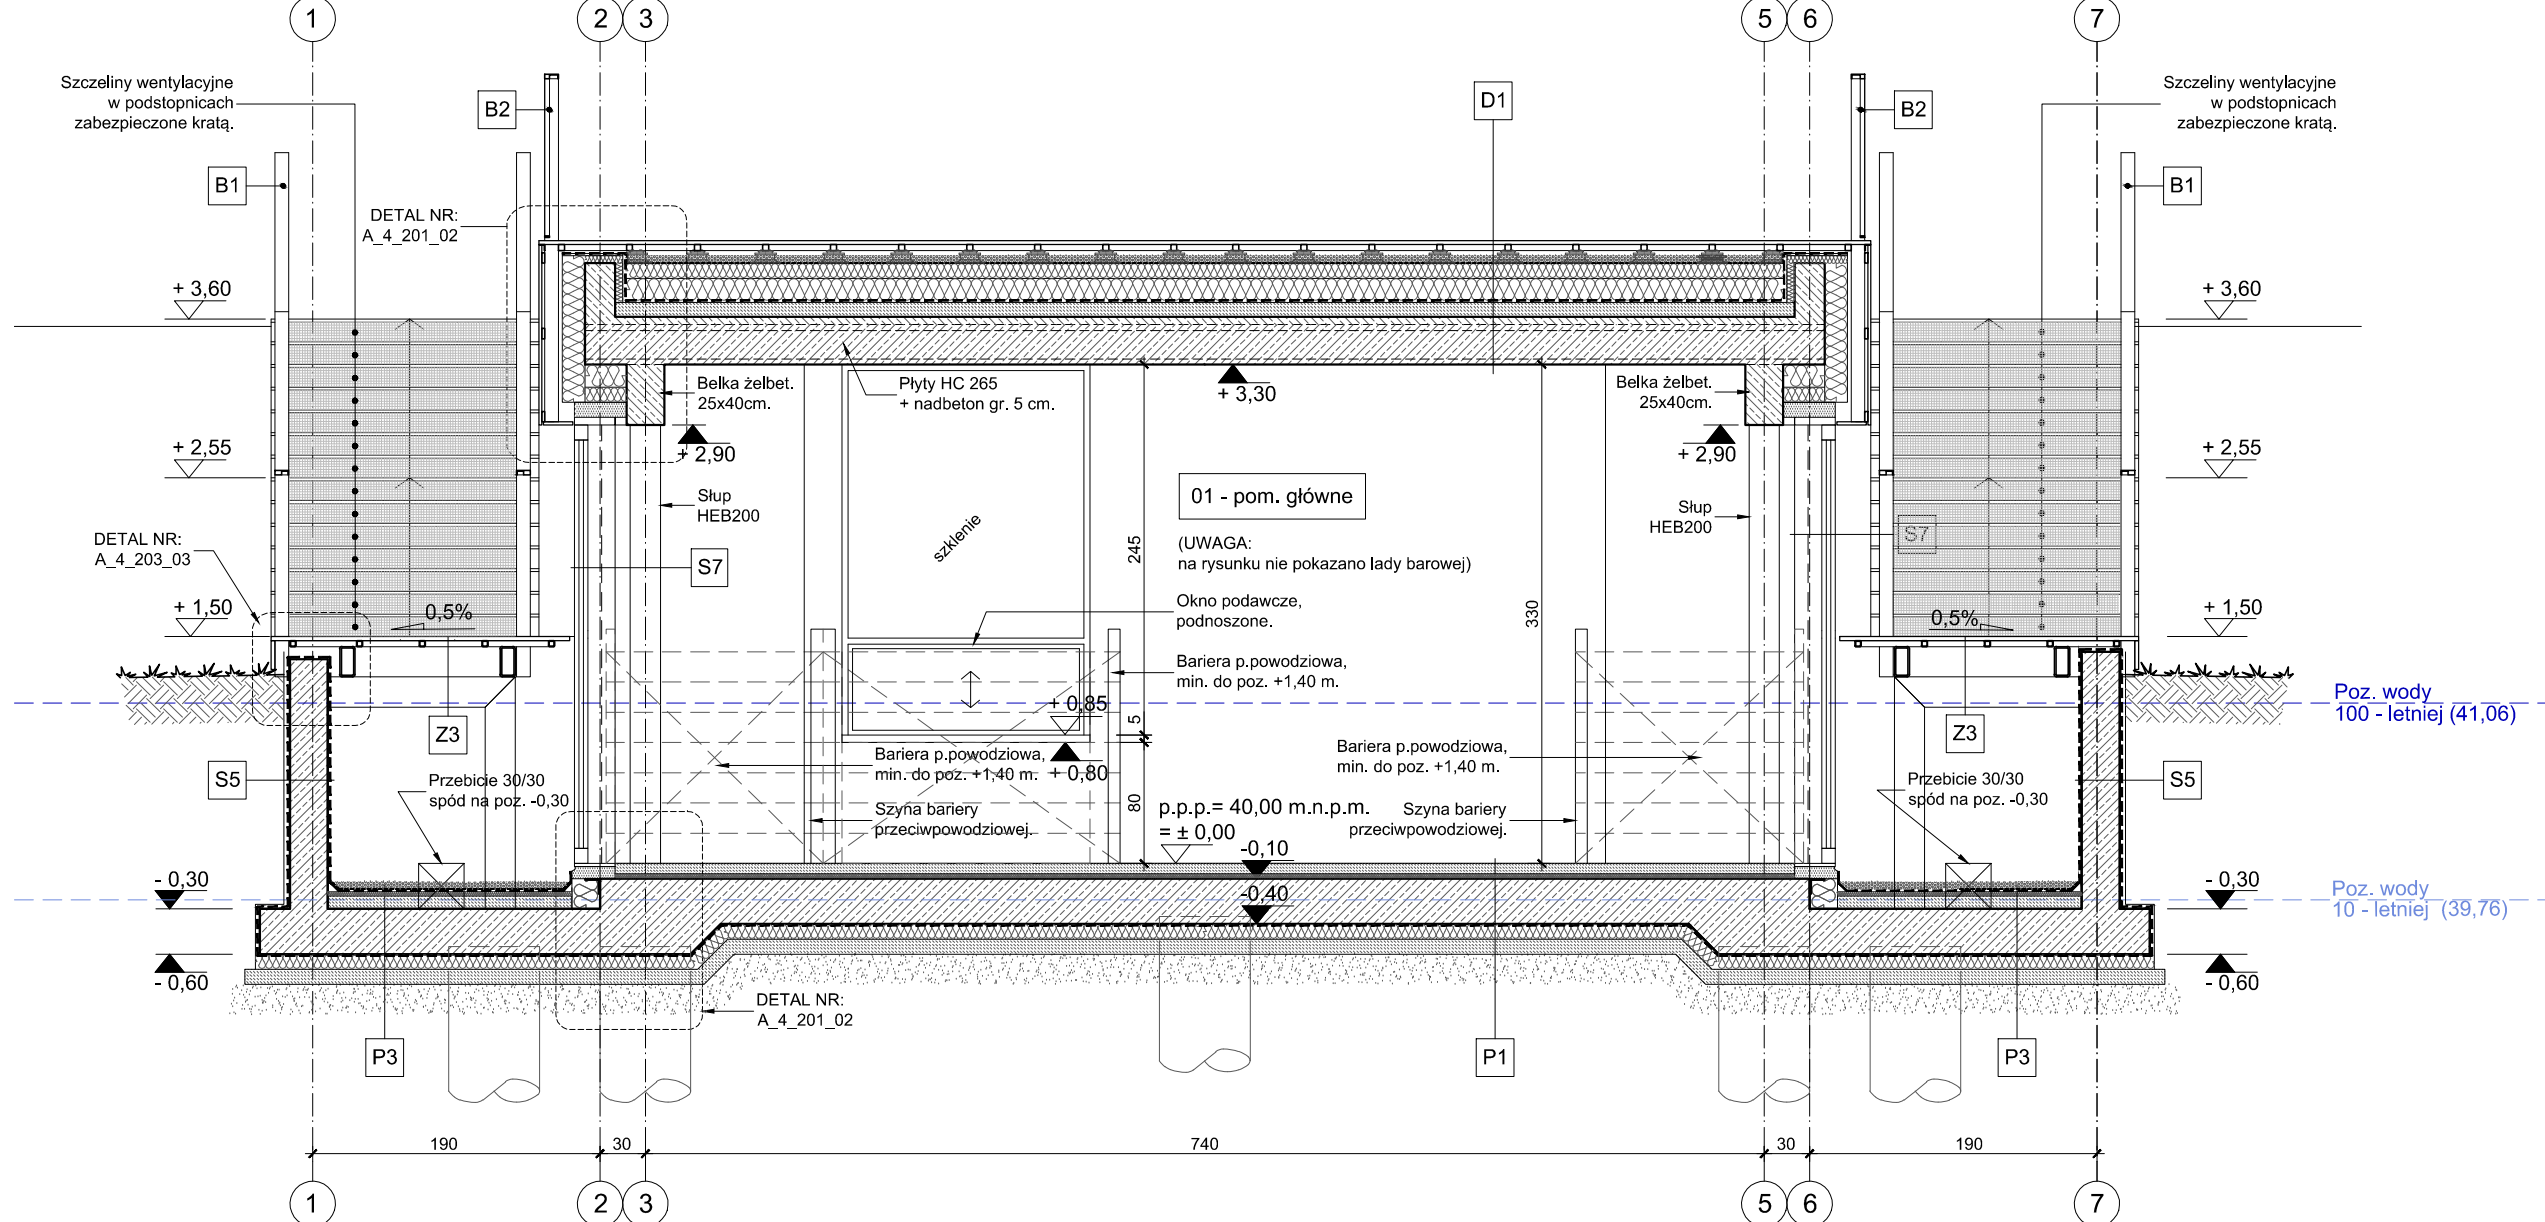 1
2
3
5
6
7
Szczeliny wentylacyjne
w podstopnicach
zabezpieczone kratą.
B2
D1
B2
Szczeliny wentylacyjne
w podstopnicach
zabezpieczone kratą.
B1
B1
DETAL NR:
A_4_201_02
+ 3,60
+ 3,60
Belka żelbet.
25x40cm.
Płyty HC 265
+ nadbeton gr. 5 cm.
+ 3,30
Belka żelbet.
25x40cm.
+ 2,55
+ 2,90
+ 2,90
+ 2,55
01 - pom. główne
Słup
HEB200
Słup
HEB200
szklenie
S7
245
(UWAGA:
na rysunku nie pokazano lady barowej)
S7
DETAL NR:
A_4_203_03
Okno podawcze,
podnoszone.
330
+ 1,50
0,5%
0,5%
+ 1,50
Bariera p.powodziowa,
min. do poz. +1,40 m.
+ 0,85
5
Poz. wody
100 - letniej (41,06)
Z3
Z3
Bariera p.powodziowa,
min. do poz. +1,40 m.
+ 0,80
Bariera p.powodziowa,
min. do poz. +1,40 m.
S5
Przebicie 30/30
spód na poz. -0,30
Przebicie 30/30
spód na poz. -0,30
S5
Szyna bariery
przeciwpowodziowej.
80
p.p.p.= 40,00 m.n.p.m.
= ± 0,00
Szyna bariery
przeciwpowodziowej.
-0,10
- 0,30
-0,40
- 0,30
Poz. wody
10 - letniej (39,76)
- 0,60
- 0,60
DETAL NR:
A_4_201_02
P3
P1
P3
190
30
740
30
190
1
2
3
5
6
7